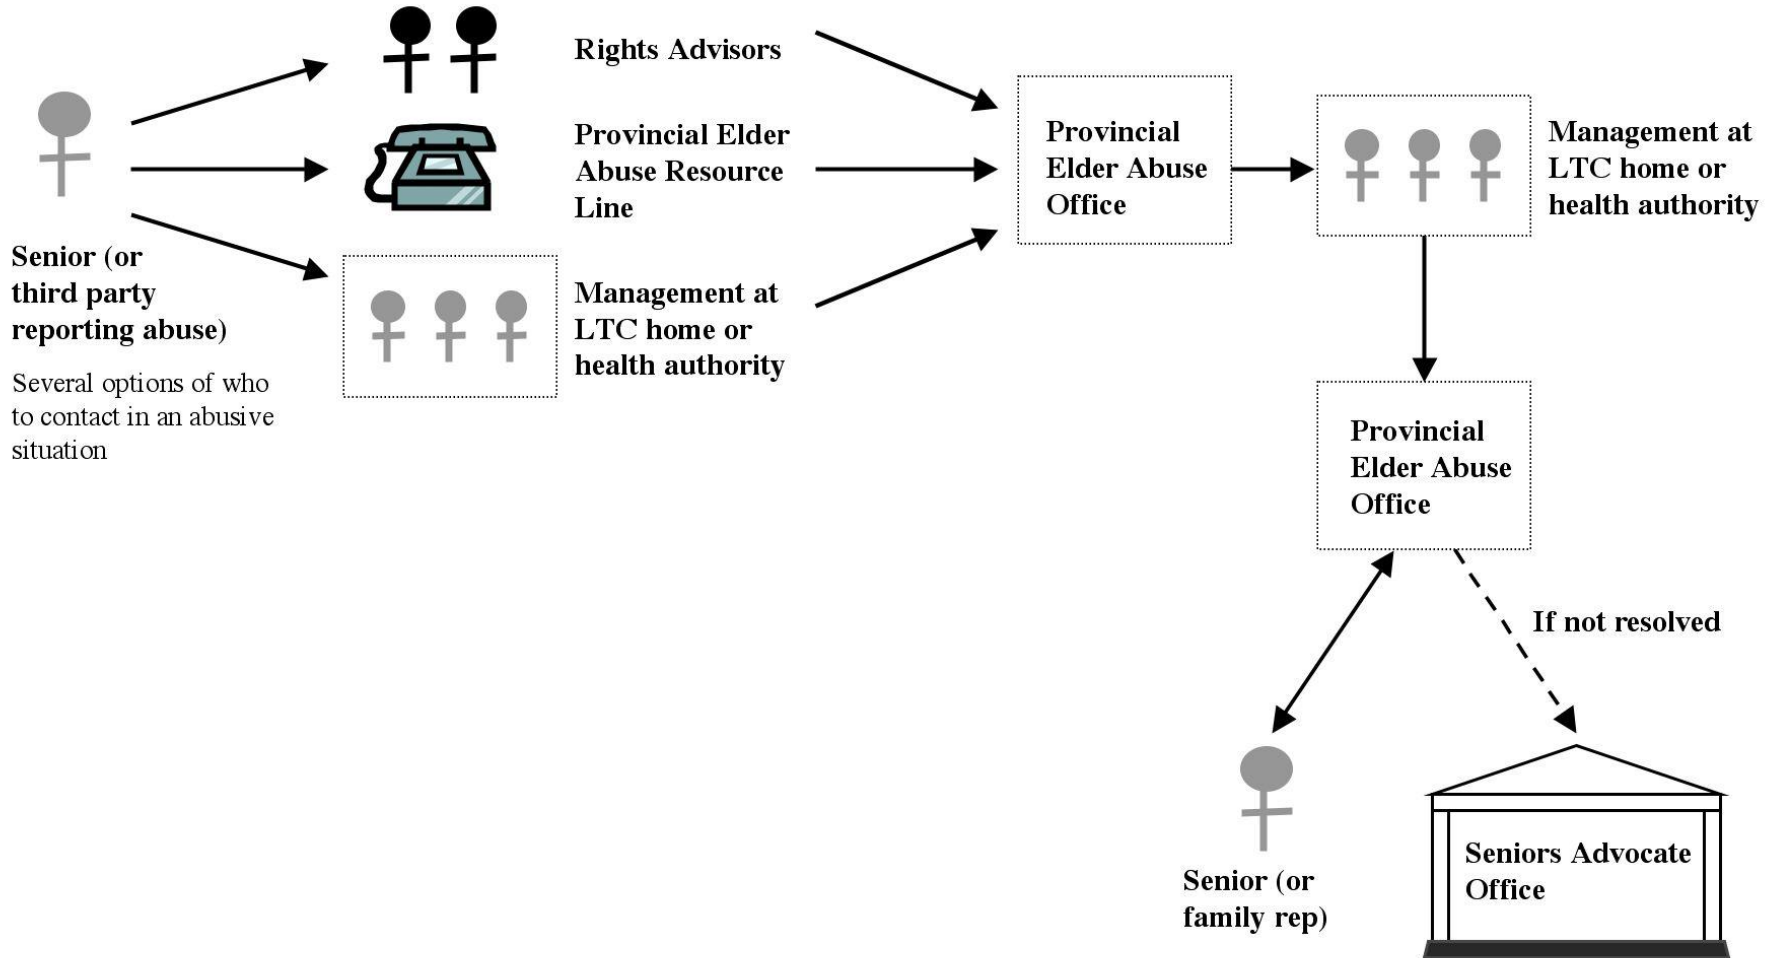 Rights Advisors
Provincial Elder
Abuse Resource
Line
Management at
LTC home or
health authority
Senior (or
third party
reporting abuse)
Several options of who
to contact in an abusive
situation
Provincial
Elder Abuse
Office
Management at
LTC home or
health authority
Provincial
Elder Abuse
Office
If not resolved
Senior (or
family rep)
Seniors Advocate
Office